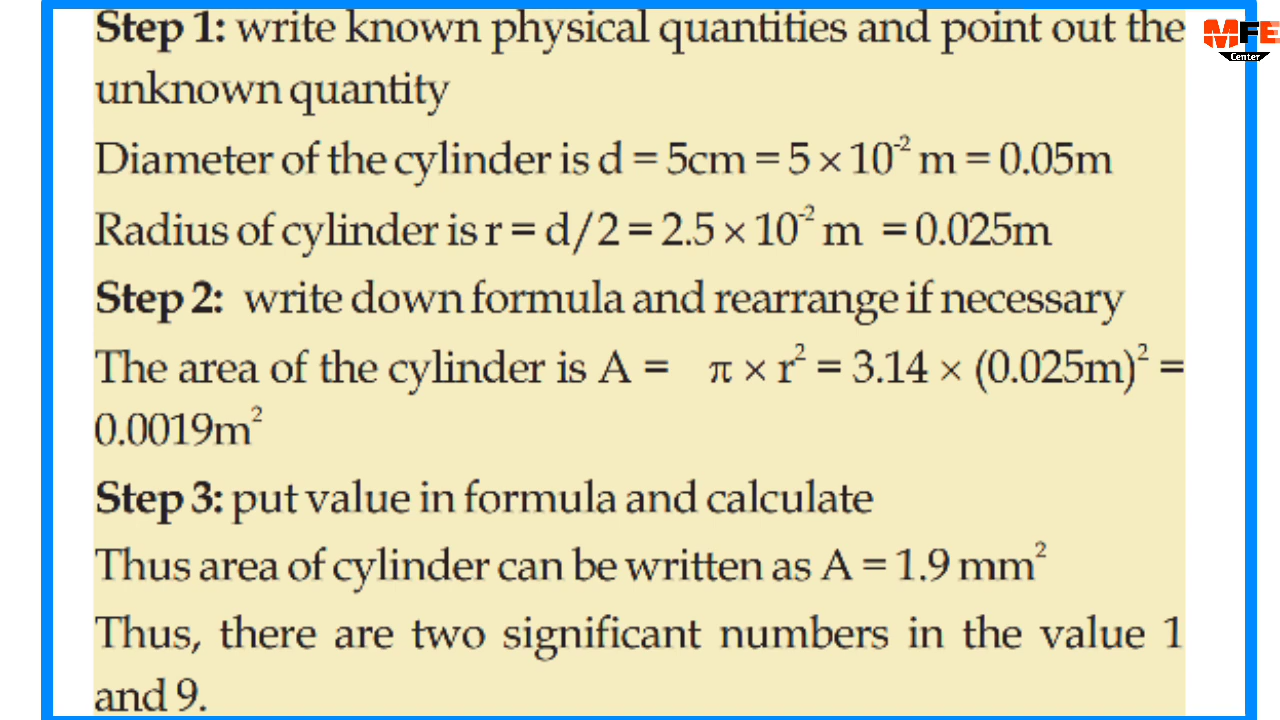 Step 1: write known physical quantities and point out the
unknown quantity
Diameter of the cylinder is d = 5cm = 5 × 10⁻² m = 0.05m
Radius of cylinder is r = d/2 = 2.5 × 10⁻² m = 0.025m
Step 2: write down formula and rearrange if necessary
The area of the cylinder is A = π × r² = 3.14 × (0.025m)² =
0.0019m²
Step 3: put value in formula and calculate
Thus area of cylinder can be written as A = 1.9 mm²
Thus, there are two significant numbers in the value 1
and 9.
MFE
Center